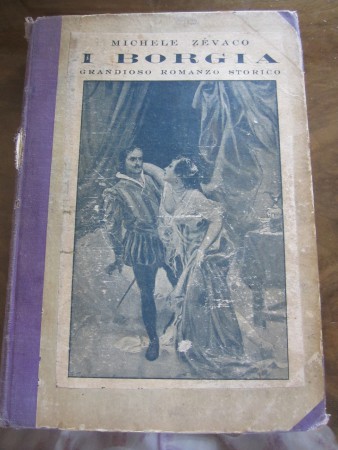 MICHELE ZÉVACO
I BORGIA
GRANDIOSO ROMANZO STORICO